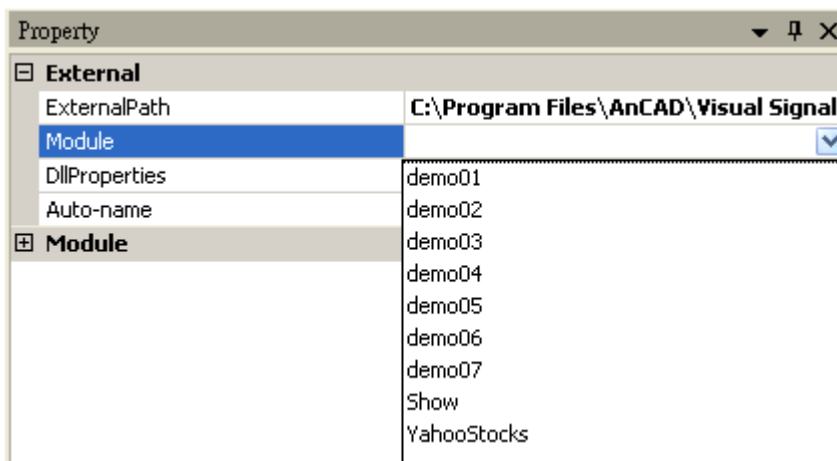 Property
External
ExternalPath C:\Program Files\AnCAD\Visual Signal
Module
DllProperties
Auto-name
Module
demo01
demo02
demo03
demo04
demo05
demo06
demo07
Show
YahooStocks